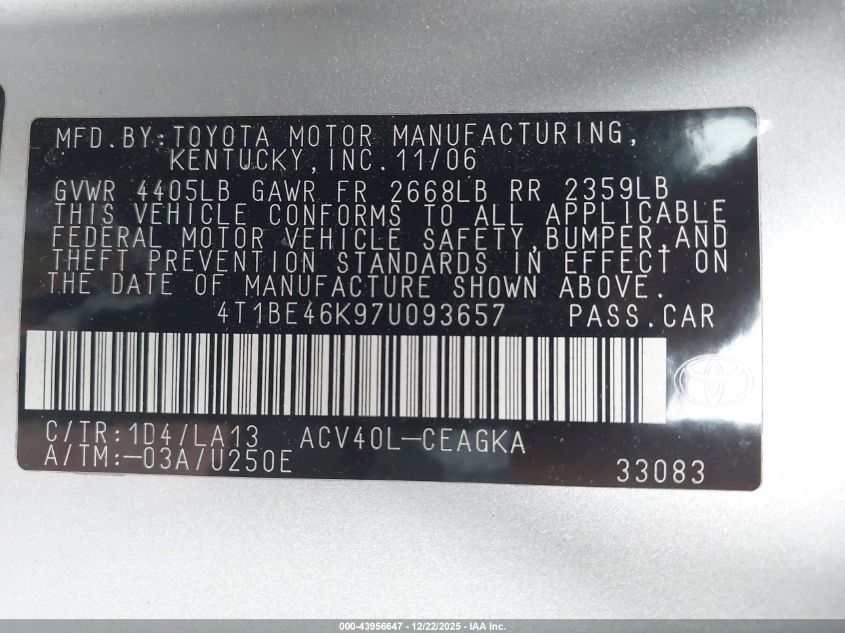 MFD.BY:TOYOTA MOTOR MANUFACTURING,
KENTUCKY,INC.11/06
GVWR 4405LB GAWR FR 2668LB RR 2359LB
THIS VEHICLE CONFORMS TO ALL APPLICABLE
FEDERAL MOTOR VEHICLE SAFETY,BUMPER,AND
THEFT PREVENTION STANDARDS IN EFFECT ON
THE DATE OF MANUFACTURE SHOWN ABOVE.
4T1BE46K97U093657 PASS.CAR
C/TR:1D4/LA13 ACV40L-CEAGKA
A/TM:-03A/U250E
33083
000-43956647 - 12/22/2025 - IAA Inc.